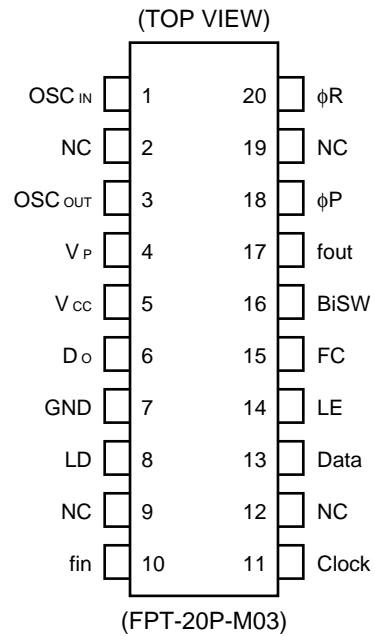 (TOP VIEW)
OSC IN 1 20 ϕR
NC 2 19 NC
OSC OUT 3 18 ϕP
V P 4 17 fout
V CC 5 16 BiSW
D O 6 15 FC
GND 7 14 LE
LD 8 13 Data
NC 9 12 NC
fin 10 11 Clock
(FPT-20P-M03)